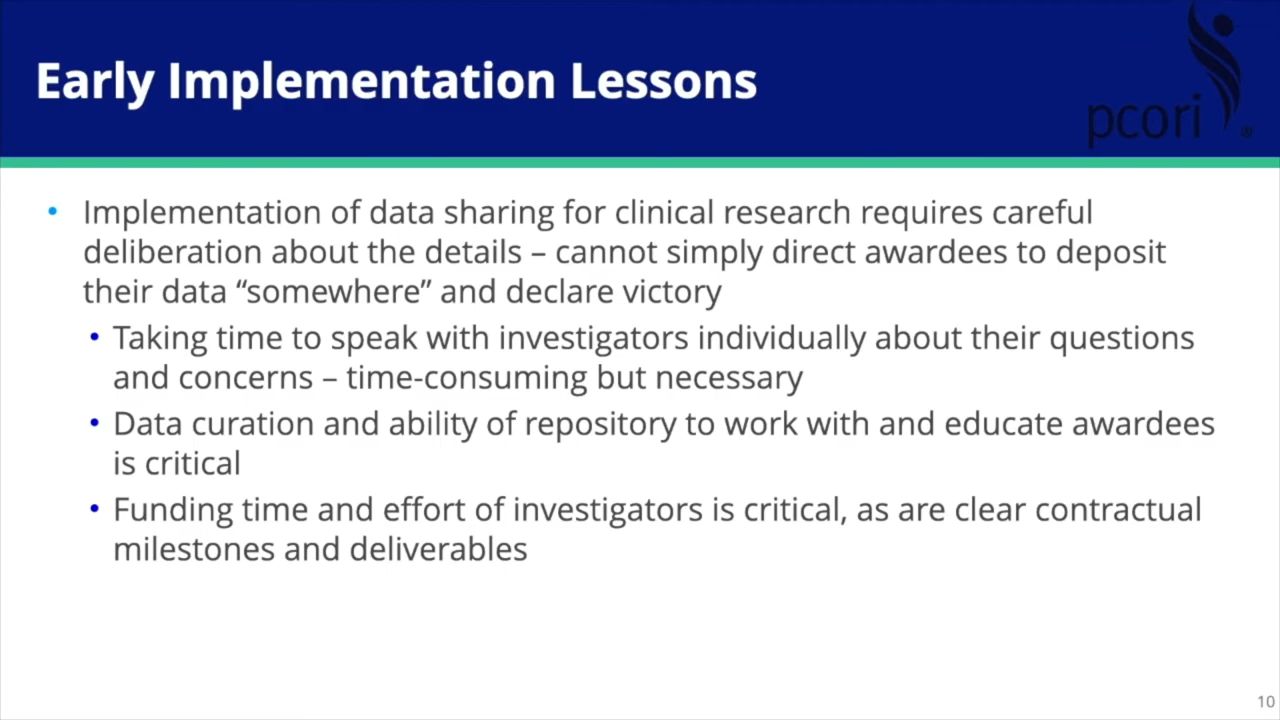 Early Implementation Lessons
pcori
®
• Implementation of data sharing for clinical research requires careful
deliberation about the details – cannot simply direct awardees to deposit
their data “somewhere” and declare victory
• Taking time to speak with investigators individually about their questions
and concerns – time-consuming but necessary
• Data curation and ability of repository to work with and educate awardees
is critical
• Funding time and effort of investigators is critical, as are clear contractual
milestones and deliverables
10